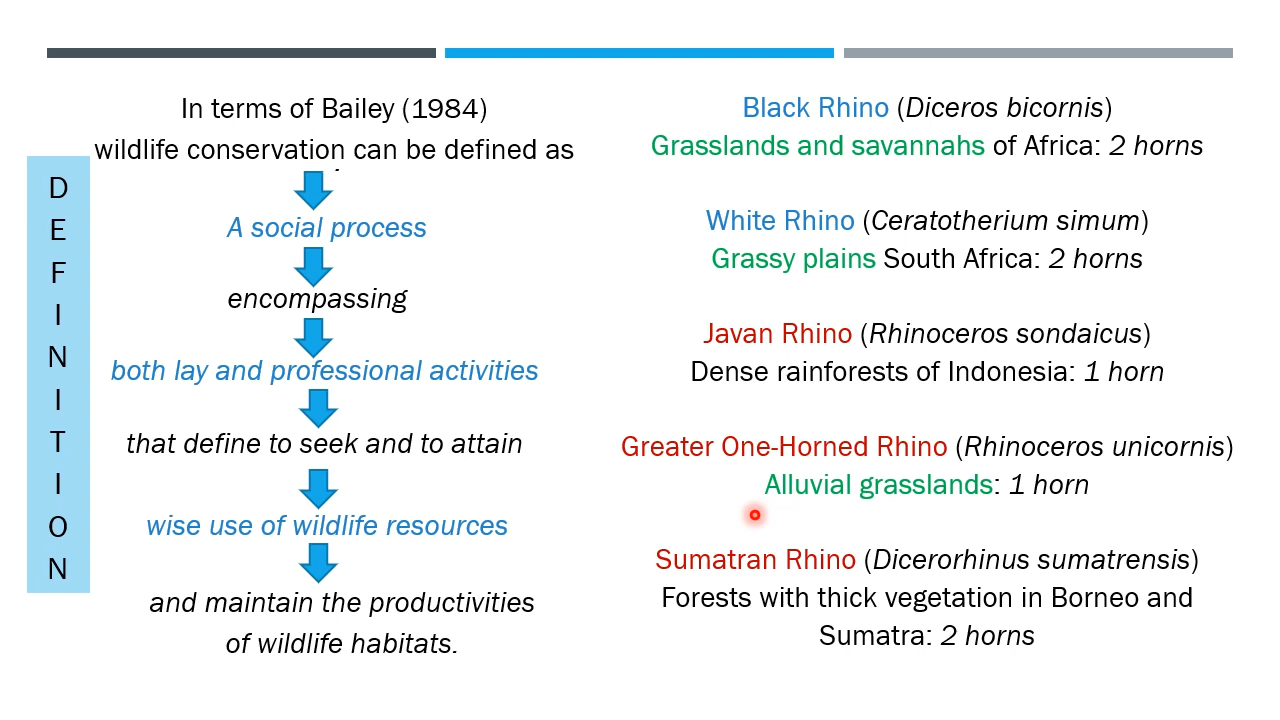 In terms of Bailey (1984)
wildlife conservation can be defined as
A social process
encompassing
both lay and professional activities
that define to seek and to attain
wise use of wildlife resources
and maintain the productivities
of wildlife habitats.
D
E
F
I
N
I
T
I
O
N
Black Rhino (Diceros bicornis)
Grasslands and savannahs of Africa: 2 horns
White Rhino (Ceratotherium simum)
Grassy plains South Africa: 2 horns
Javan Rhino (Rhinoceros sondaicus)
Dense rainforests of Indonesia: 1 horn
Greater One-Horned Rhino (Rhinoceros unicornis)
Alluvial grasslands: 1 horn
Sumatran Rhino (Dicerorhinus sumatrensis)
Forests with thick vegetation in Borneo and
Sumatra: 2 horns